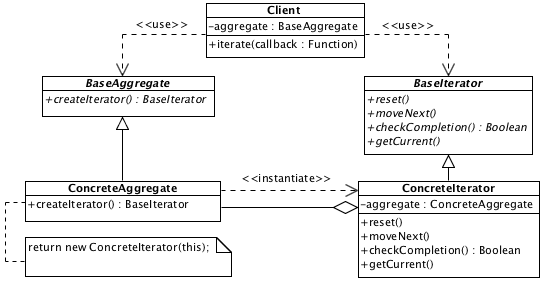 Client
-aggregate : BaseAggregate
+iterate(callback : Function)
<<use>>
<<use>>
BaseAggregate
+createIterator() : BaseIterator
BaseIterator
+reset()
+moveNext()
+checkCompletion() : Boolean
+getCurrent()
<<instantiate>>
ConcreteAggregate
+createIterator() : BaseIterator
ConcreteIterator
-aggregate : ConcreteAggregate
+reset()
+moveNext()
+checkCompletion() : Boolean
+getCurrent()
return new ConcreteIterator(this);